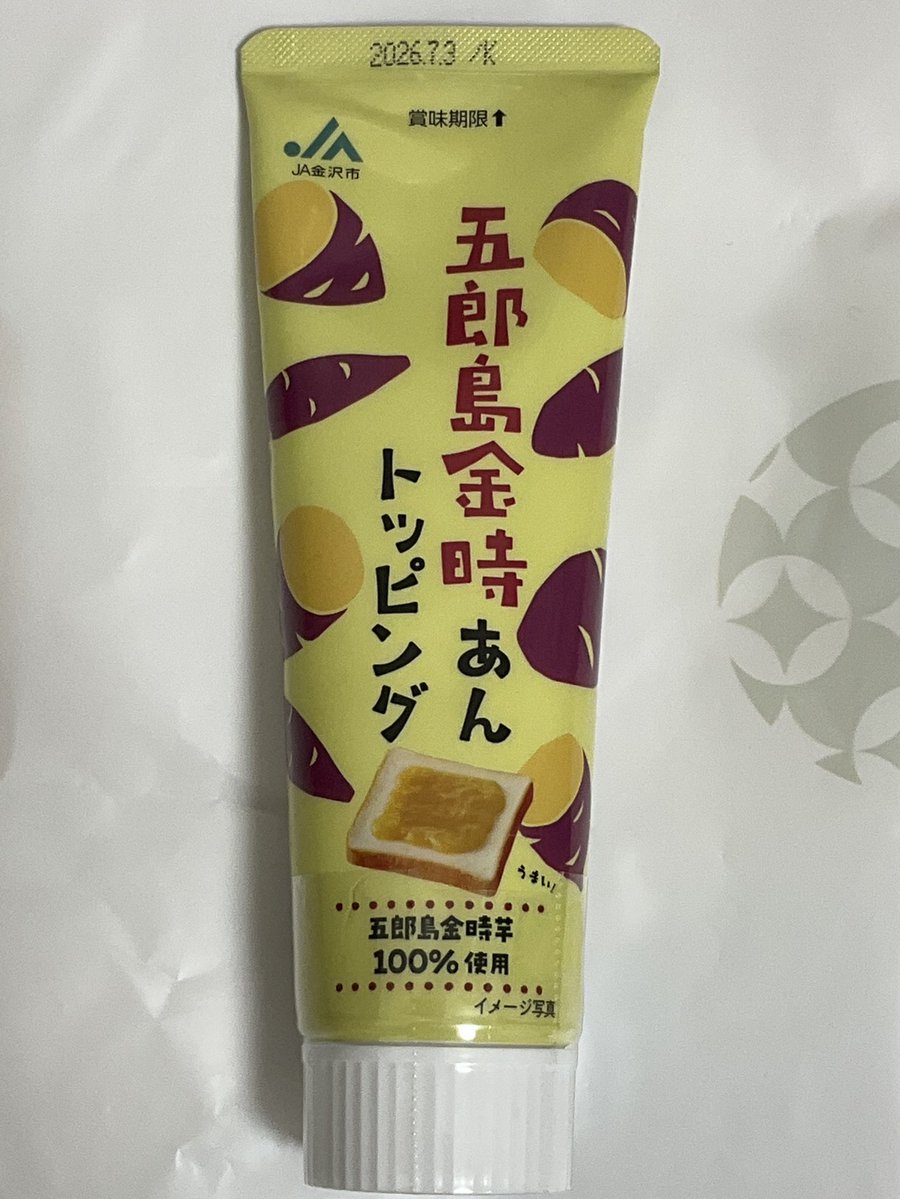 2026.7.3 /K
賞味期限⬆
JA金沢市
五郎島金時あん
トッピング
うまい!
五郎島金時芋
100%使用
イメージ写真